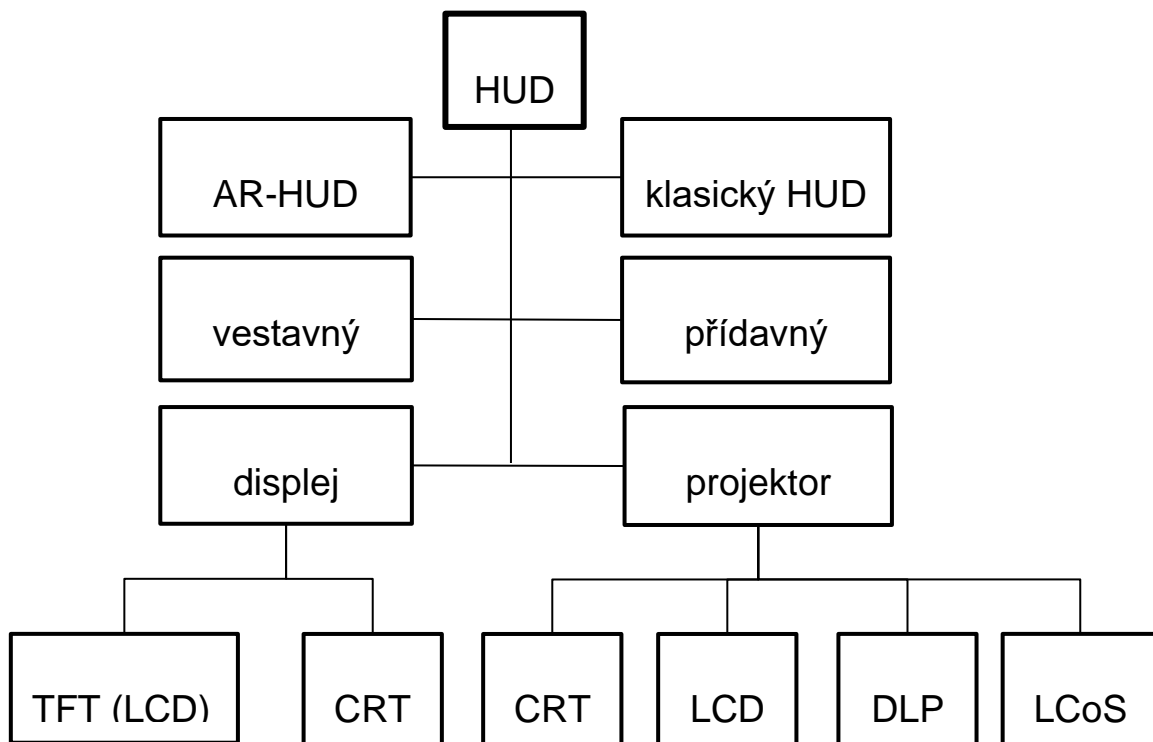 HUD
AR-HUD
klasický HUD
vestavný
přídavný
displej
projektor
TFT (LCD)
CRT
CRT
LCD
DLP
LCoS